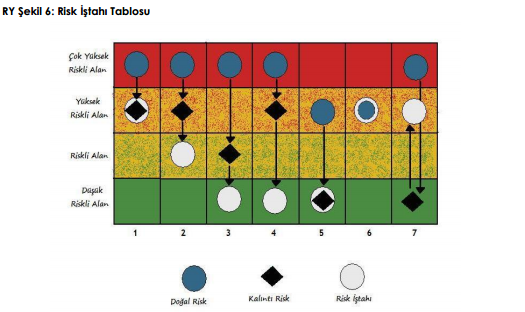 RY Şekil 6: Risk İştahı Tablosu
Çok Yüksek
Riskli Alan
Yüksek
Riskli Alan
Riskli Alan
Düşük
Riskli Alan
1 2 3 4 5 6 7
Doğal Risk Kalıntı Risk Risk İştahı